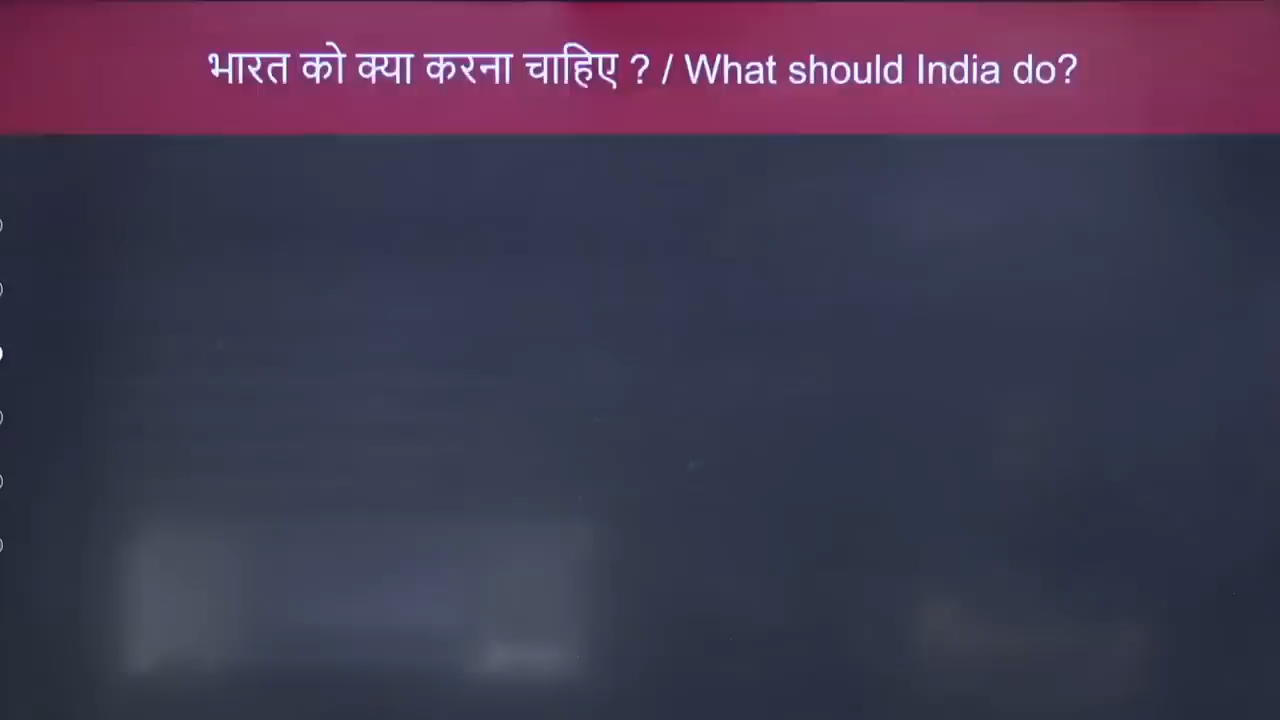 भारत को क्या करना चाहिए ? / What should India do?